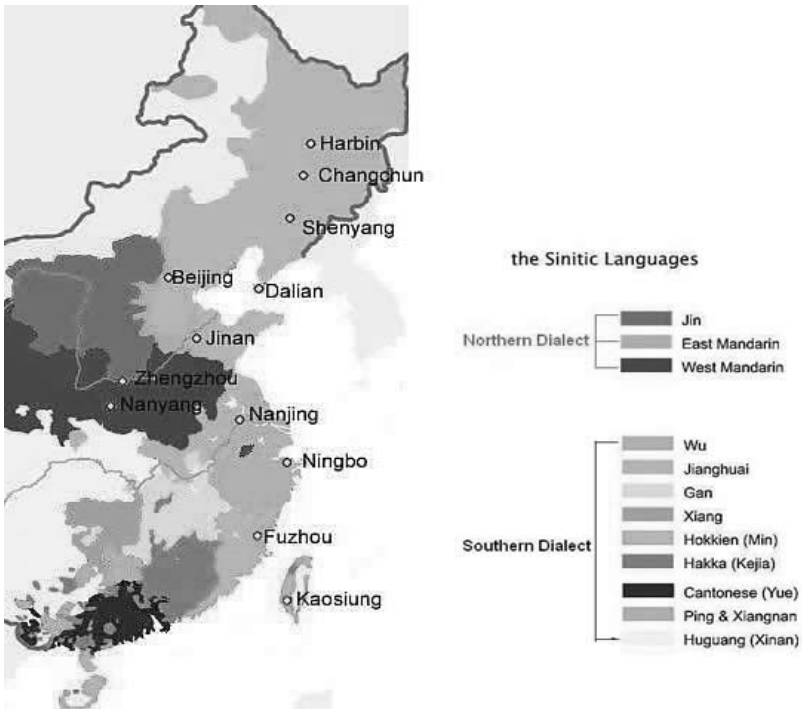 Harbin
Changchun
Shenyang
Beijing
Dalian
Jinan
Zhengzhou
Nanyang
Nanjing
Ningbo
Fuzhou
Kaosiung
the Sinitic Languages
Northern Dialect
Jin
East Mandarin
West Mandarin
Southern Dialect
Wu
Jianghuai
Gan
Xiang
Hokkien (Min)
Hakka (Kejia)
Cantonese (Yue)
Ping & Xiangnan
Huguang (Xinan)